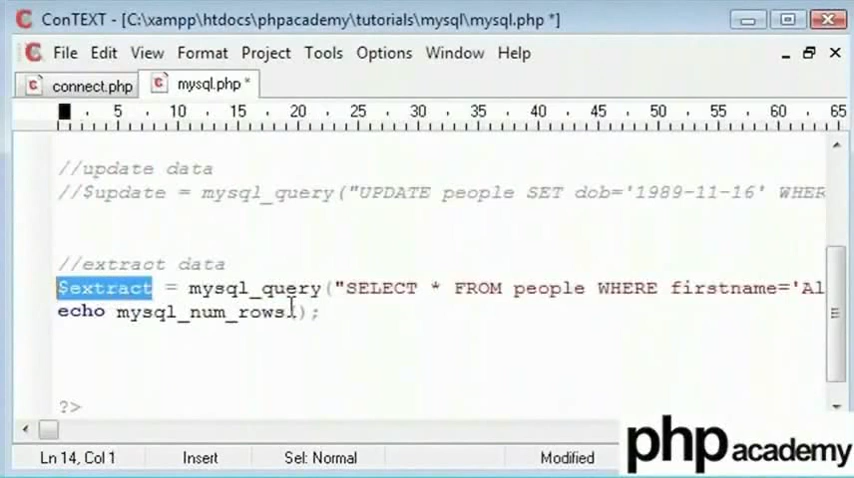 ConTEXT - [C:\xampp\htdocs\phpacademy\tutorials\mysql\mysql.php *]
File Edit View Format Project Tools Options Window Help
connect.php mysql.php *
5 10 15 20 25 30 35 40 45 50 55 60 65
//update data
//$update = mysql_query("UPDATE people SET dob='1989-11-16' WHER
//extract data
$extract = mysql_query("SELECT * FROM people WHERE firstname='Al
echo mysql_num_rows();
?>
Ln 14, Col 1 Insert Sel: Normal Modified
php academy